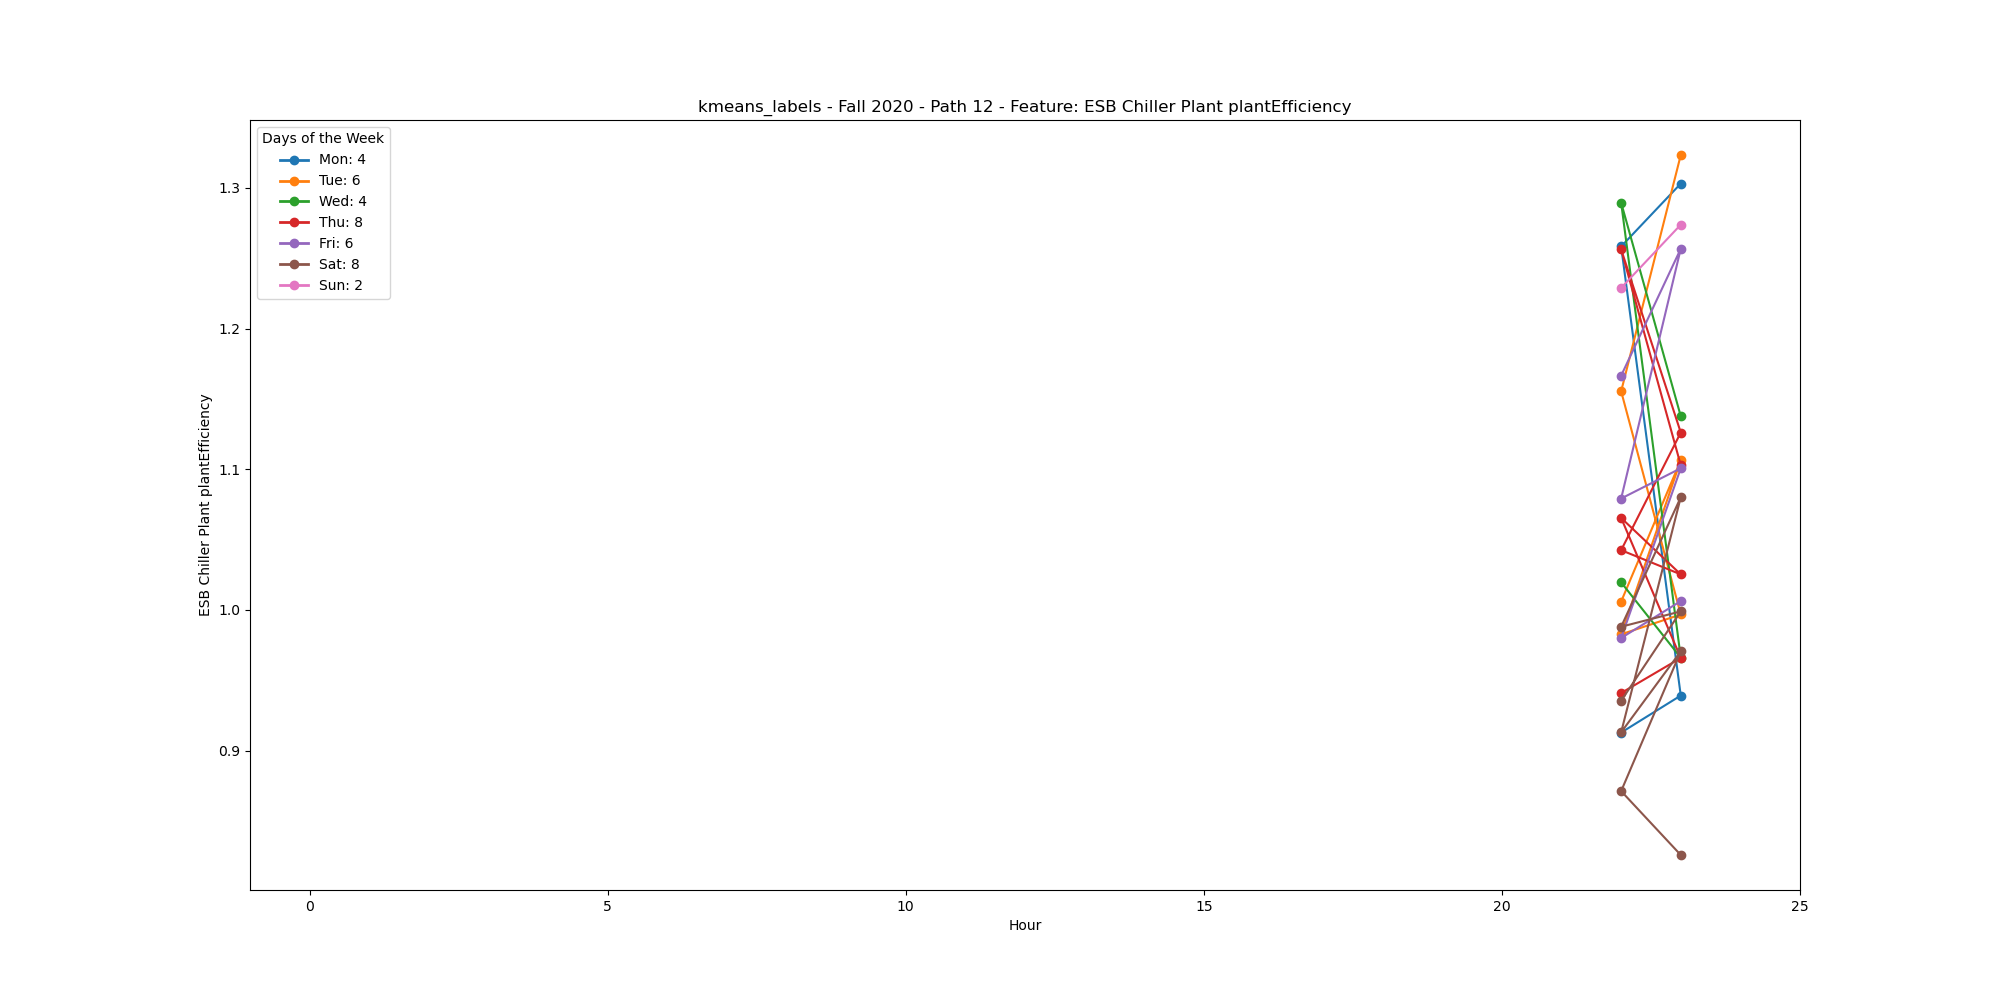 kmeans_labels - Fall 2020 - Path 12 - Feature: ESB Chiller Plant plantEfficiency
Days of the Week
Mon: 4
Tue: 6
Wed: 4
Thu: 8
Fri: 6
Sat: 8
Sun: 2
1.3
1.2
1.1
1.0
0.9
ESB Chiller Plant plantEfficiency
0
5
10
15
20
25
Hour